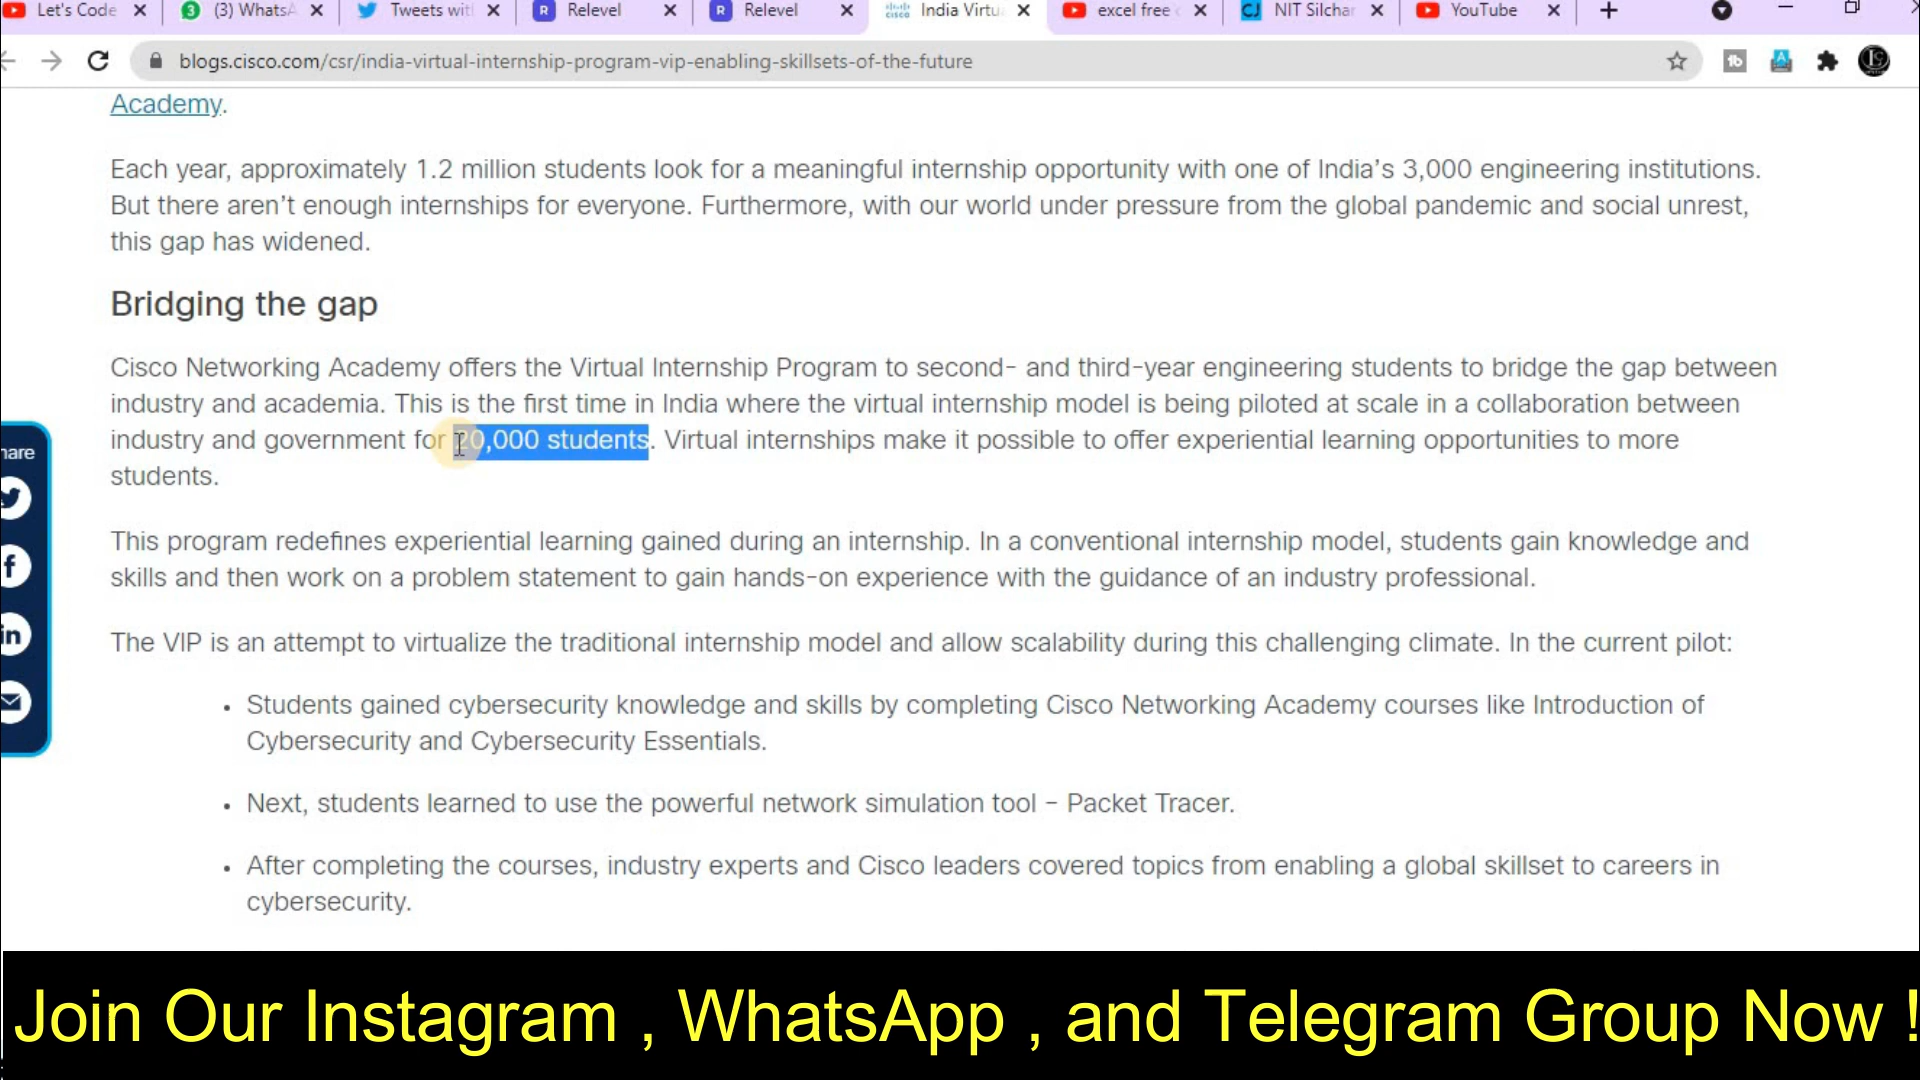 Let's Code
(3) WhatsA
Tweets wit
Relevel
Relevel
India Virtu
excel free
NIT Silchar
YouTube
blogs.cisco.com/csr/india-virtual-internship-program-vip-enabling-skillsets-of-the-future
Academy.
Each year, approximately 1.2 million students look for a meaningful internship opportunity with one of India’s 3,000 engineering institutions.
But there aren’t enough internships for everyone. Furthermore, with our world under pressure from the global pandemic and social unrest,
this gap has widened.
Bridging the gap
Cisco Networking Academy offers the Virtual Internship Program to second- and third-year engineering students to bridge the gap between
industry and academia. This is the first time in India where the virtual internship model is being piloted at scale in a collaboration between
industry and government for 20,000 students. Virtual internships make it possible to offer experiential learning opportunities to more
students.
This program redefines experiential learning gained during an internship. In a conventional internship model, students gain knowledge and
skills and then work on a problem statement to gain hands-on experience with the guidance of an industry professional.
The VIP is an attempt to virtualize the traditional internship model and allow scalability during this challenging climate. In the current pilot:
• Students gained cybersecurity knowledge and skills by completing Cisco Networking Academy courses like Introduction of
Cybersecurity and Cybersecurity Essentials.
• Next, students learned to use the powerful network simulation tool – Packet Tracer.
• After completing the courses, industry experts and Cisco leaders covered topics from enabling a global skillset to careers in
cybersecurity.
hare
Join Our Instagram , WhatsApp , and Telegram Group Now !